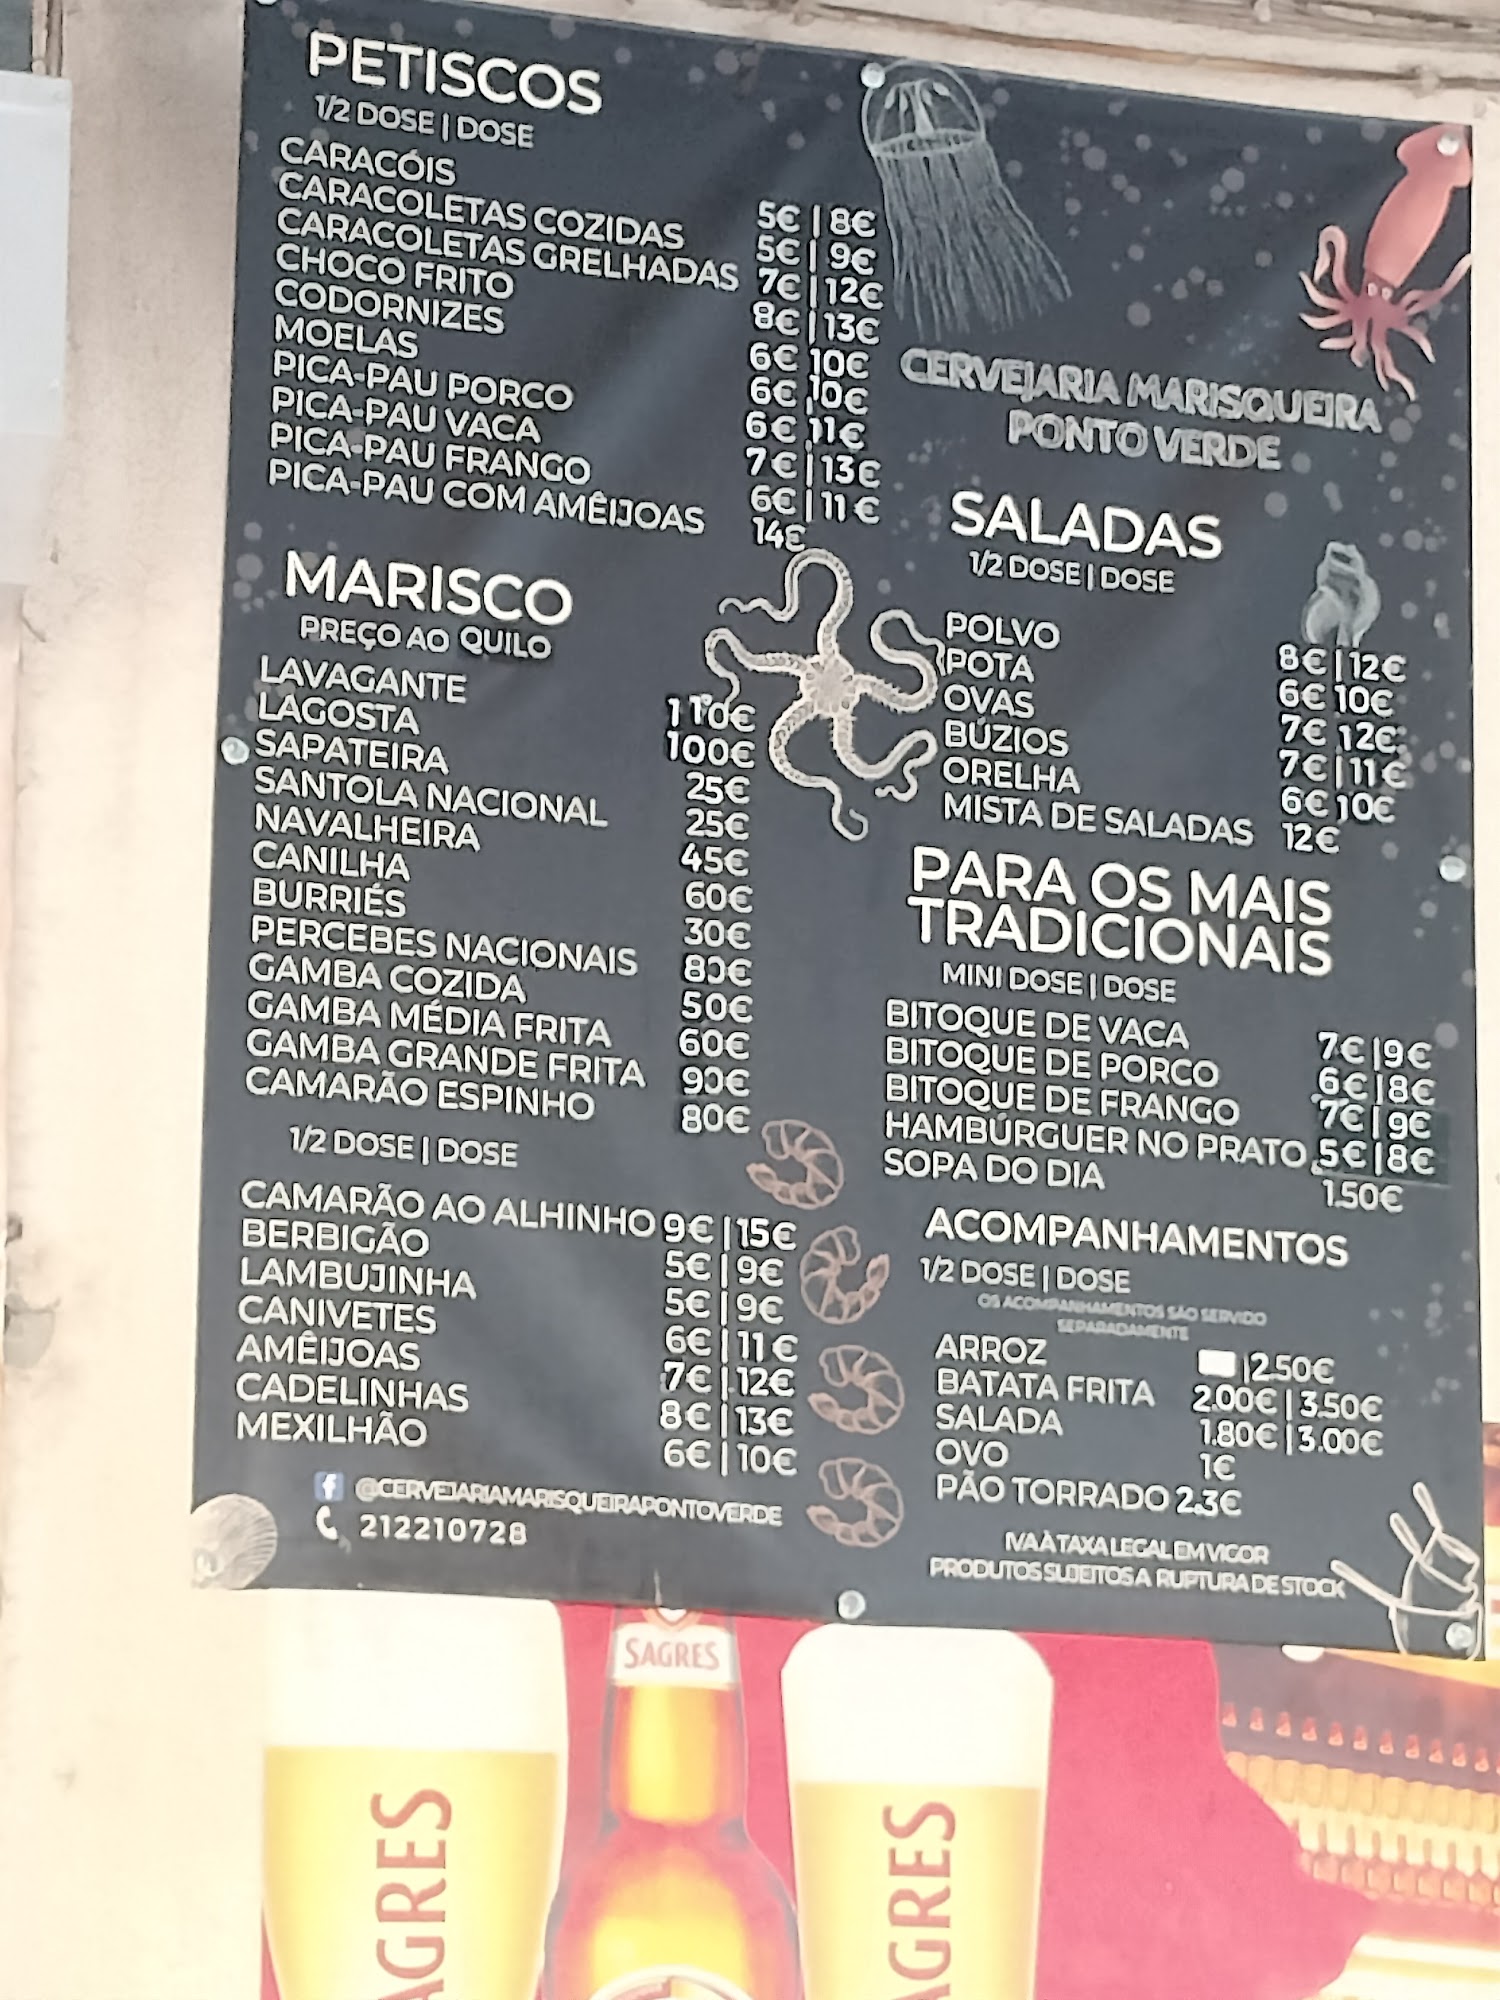 PETISCOS
1/2 DOSE | DOSE
CARACÓIS 5€ | 8€
CARACOLETAS COZIDAS 5€ | 9€
CARACOLETAS GRELHADAS 7€ | 12€
CHOCO FRITO 8€ | 13€
CODORNIZES 6€ 10€
MOELAS 6€ 10€
PICA-PAU PORCO 6€ 11€
PICA-PAU VACA 7€ | 13€
PICA-PAU FRANGO 6€ | 11€
PICA-PAU COM AMÊIJOAS 14€
MARISCO
PREÇO AO QUILO
LAVAGANTE 110€
LAGOSTA 100€
SAPATEIRA 25€
SANTOLA NACIONAL 25€
NAVALHEIRA 45€
CANILHA 60€
BURRIÉS 30€
PERCEBES NACIONAIS 80€
GAMBA COZIDA 50€
GAMBA MÉDIA FRITA 60€
GAMBA GRANDE FRITA 90€
CAMARÃO ESPINHO 80€
1/2 DOSE | DOSE
CAMARÃO AO ALHINHO 9€ | 15€
BERBIGÃO 5€ | 9€
LAMBUJINHA 5€ | 9€
CANIVETES 6€ | 11€
AMÊIJOAS 7€ | 12€
CADELINHAS 8€ | 13€
MEXILHÃO 6€ | 10€
@CERVEJARIAMARISQUEIRAPONTOVERDE
212210728
CERVEJARIA MARISQUEIRA
PONTO VERDE
SALADAS
1/2 DOSE | DOSE
POLVO 8€ | 12€
POTA 6€ 10€
OVAS 7€ 12€
BÚZIOS 7€ | 11€
ORELHA 6€ 10€
MISTA DE SALADAS 12€
PARA OS MAIS
TRADICIONAIS
MINI DOSE | DOSE
BITOQUE DE VACA 7€ | 9€
BITOQUE DE PORCO 6€ | 8€
BITOQUE DE FRANGO 7€ | 9€
HAMBÚRGUER NO PRATO 5€ | 8€
SOPA DO DIA 1.50€
ACOMPANHAMENTOS
1/2 DOSE | DOSE
OS ACOMPANHAMENTOS SÃO SERVIDO
SEPARADAMENTE
ARROZ | 2.50€
BATATA FRITA 2.00€ | 3.50€
SALADA 1.80€ | 3.00€
OVO 1€
PÃO TORRADO 2.3€
IVA À TAXA LEGAL EM VIGOR
PRODUTOS SUJEITOS A RUPTURA DE STOCK
SAGRES
AGRES
AGRES